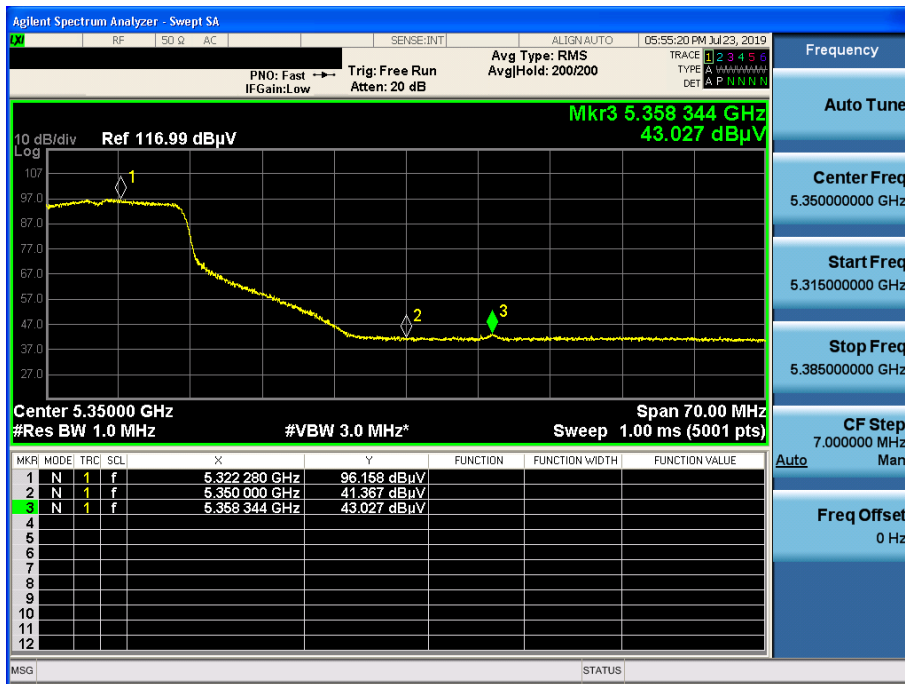 Agilent Spectrum Analyzer - Swept SA
LXI RF 50 Ω AC SENSE:INT ALIGNAUTO 05:55:20 PM Jul 23, 2019
PNO: Fast Trig: Free Run Avg Type: RMS TRACE 1 2 3 4 5 6
IFGain:Low Atten: 20 dB Avg|Hold: 200/200 TYPE A WWWWW
DET A P N N N N
Mkr3 5.358 344 GHz
43.027 dBµV
10 dB/div Ref 116.99 dBµV
Log
107
97.0
87.0
77.0
67.0
57.0
47.0
37.0
27.0
1
2
3
Center 5.35000 GHz Span 70.00 MHz
#Res BW 1.0 MHz #VBW 3.0 MHz* Sweep 1.00 ms (5001 pts)
MKR MODE TRC SCL X Y FUNCTION FUNCTION WIDTH FUNCTION VALUE
1 N 1 f 5.322 280 GHz 96.158 dBµV
2 N 1 f 5.350 000 GHz 41.367 dBµV
3 N 1 f 5.358 344 GHz 43.027 dBµV
4
5
6
7
8
9
10
11
12
MSG STATUS
Frequency
Auto Tune
Center Freq
5.350000000 GHz
Start Freq
5.315000000 GHz
Stop Freq
5.385000000 GHz
CF Step
7.000000 MHz
Auto Man
Freq Offset
0 Hz